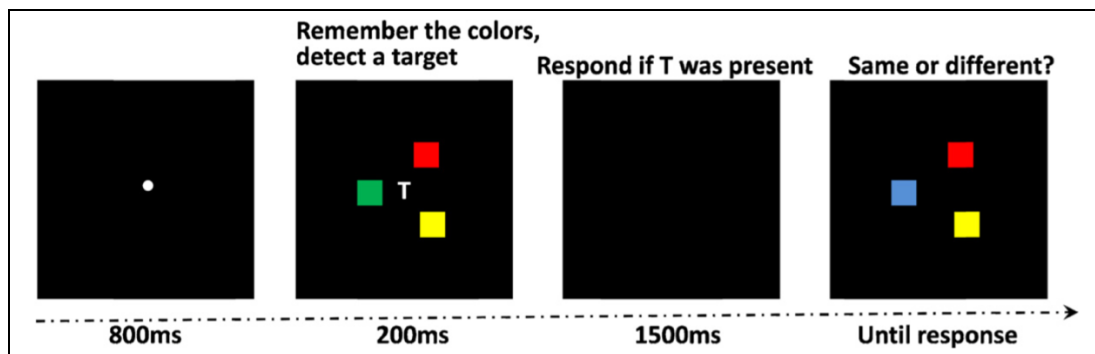 Remember the colors,
detect a target
Respond if T was present
Same or different?
T
800ms
200ms
1500ms
Until response